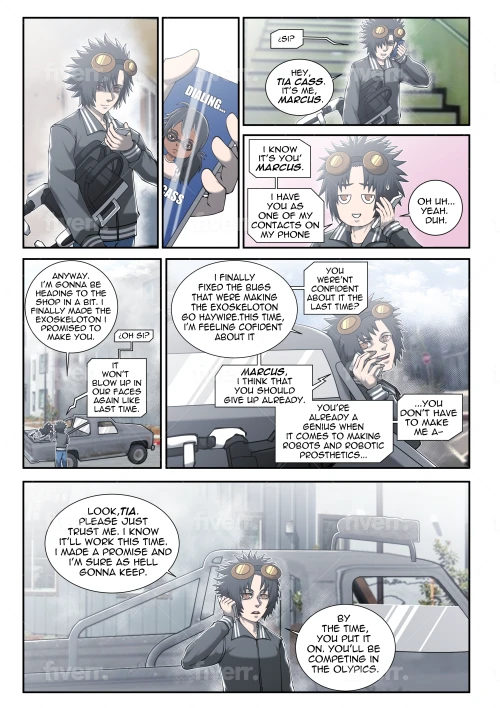 DIALING...
CASS
¿SI?
HEY,
TIA CASS.
IT'S ME,
MARCUS.
I KNOW
IT'S YOU'
MARCUS.
I HAVE
YOU AS
ONE OF MY
CONTACTS ON
MY PHONE
OH UH...
YEAH.
DUH.
ANYWAY.
I'M GONNA BE
HEADING TO THE
SHOP IN A BIT. I
FINALLY MADE THE
EXOSKELETON I
PROMISED TO
MAKE YOU.
¿OH SI?
IT
WON'T
BLOW UP IN
OUR FACES
AGAIN LIKE
LAST TIME.
I FINALLY
FIXED THE BUGS
THAT WERE MAKING
THE EXOSKELOTON
GO HAYWIRE.THIS TIME,
I'M FEELING COFIDENT
ABOUT IT
YOU
WERE'NT
CONFIDENT
ABOUT IT THE
LAST TIME?
MARCUS,
I THINK THAT
YOU SHOULD
GIVE UP ALREADY.
YOU'RE
ALREADY A
GENIUS WHEN
IT COMES TO MAKING
ROBOTS AND ROBOTIC
PROSTHETICS...
...YOU
DON'T HAVE
TO MAKE
ME A-
LOOK,TIA.
PLEASE JUST
TRUST ME. I KNOW
IT'LL WORK THIS TIME.
I MADE A PROMISE AND
I'M SURE AS HELL
GONNA KEEP.
BY
THE TIME,
YOU PUT IT
ON. YOU'LL BE
COMPETING IN
THE OLYPICS.
fiverr.